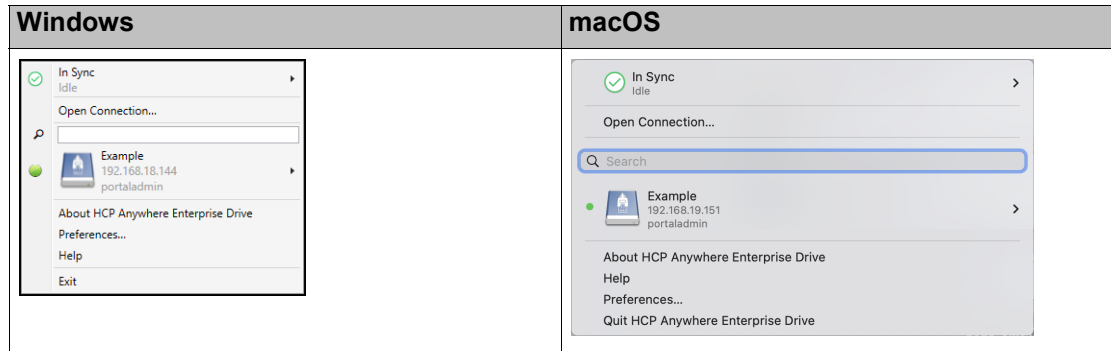 Windows
macOS
In Sync
Idle
Open Connection...
Example
192.168.18.144
portaladmin
About HCP Anywhere Enterprise Drive
Preferences...
Help
Exit
In Sync
Idle
Open Connection...
Search
Example
192.168.19.151
portaladmin
About HCP Anywhere Enterprise Drive
Help
Preferences...
Quit HCP Anywhere Enterprise Drive